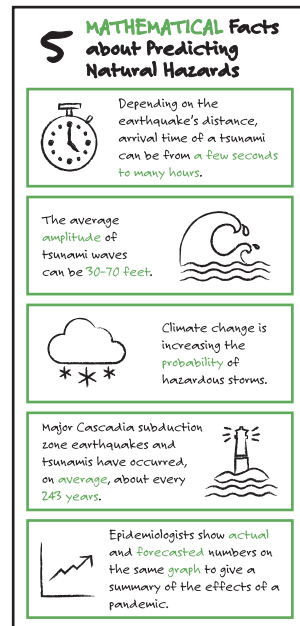 5 MATHEMATICAL Facts
about Predicting
Natural Hazards
Depending on the
earthquake's distance,
arrival time of a tsunami
can be from a few seconds
to many hours.
The average
amplitude of
tsunami waves
can be 30-70 feet.
Climate change is
increasing the
probability of
hazardous storms.
Major Cascadia subduction
zone earthquakes and
tsunamis have occurred,
on average, about every
243 years.
Epidemiologists show actual
and forecasted numbers on
the same graph to give a
summary of the effects of a
pandemic.